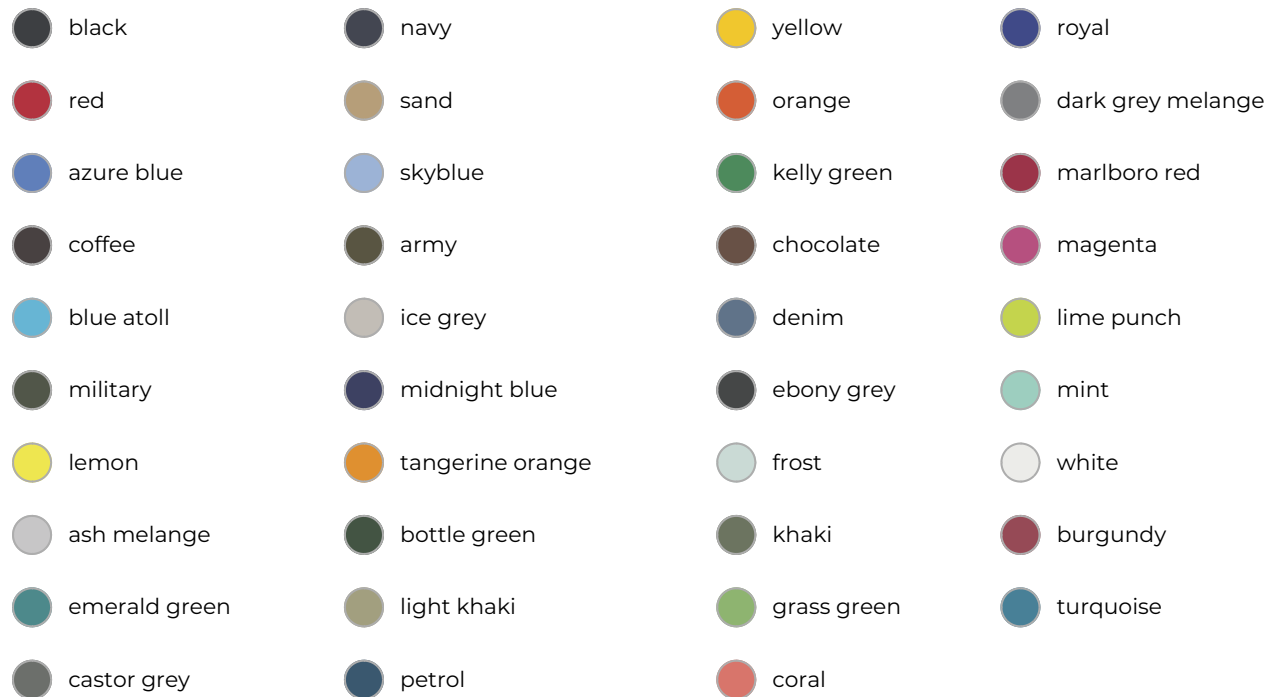 black
navy
yellow
royal
red
sand
orange
dark grey melange
azure blue
skyblue
kelly green
marlboro red
coffee
army
chocolate
magenta
blue atoll
ice grey
denim
lime punch
military
midnight blue
ebony grey
mint
lemon
tangerine orange
frost
white
ash melange
bottle green
khaki
burgundy
emerald green
light khaki
grass green
turquoise
castor grey
petrol
coral